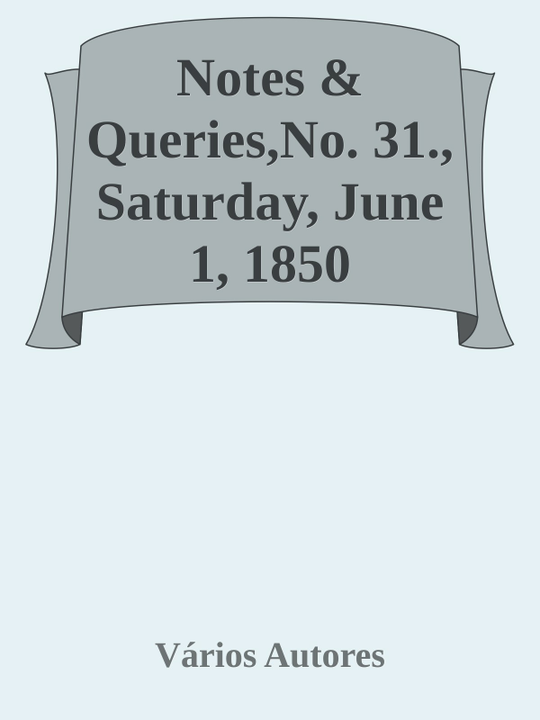 Notes &
Queries,No. 31.,
Saturday, June
1, 1850
Vários Autores